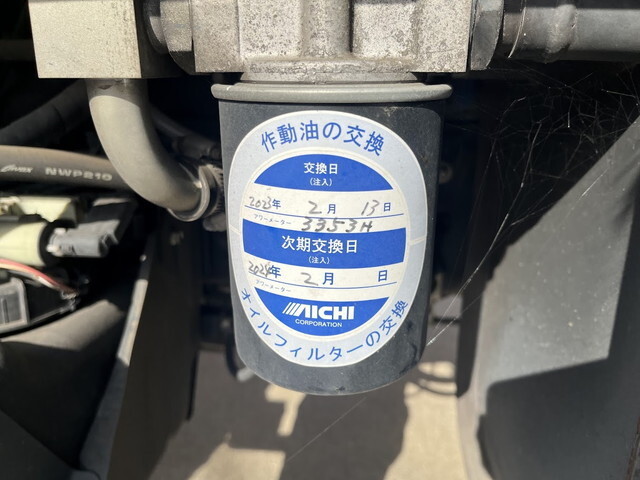 作動油の交換
交換日
(注入)
2023年 2月 13日
アワーメーター 3353H
次期交換日
(注入)
2024年 2月 日
アワーメーター
AICHI
CORPORATION
オイルフィルターの交換
NWP210